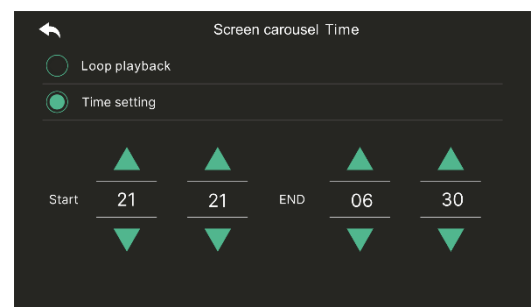 Screen carousel Time
Loop playback
Time setting
Start 21 21 END 06 30